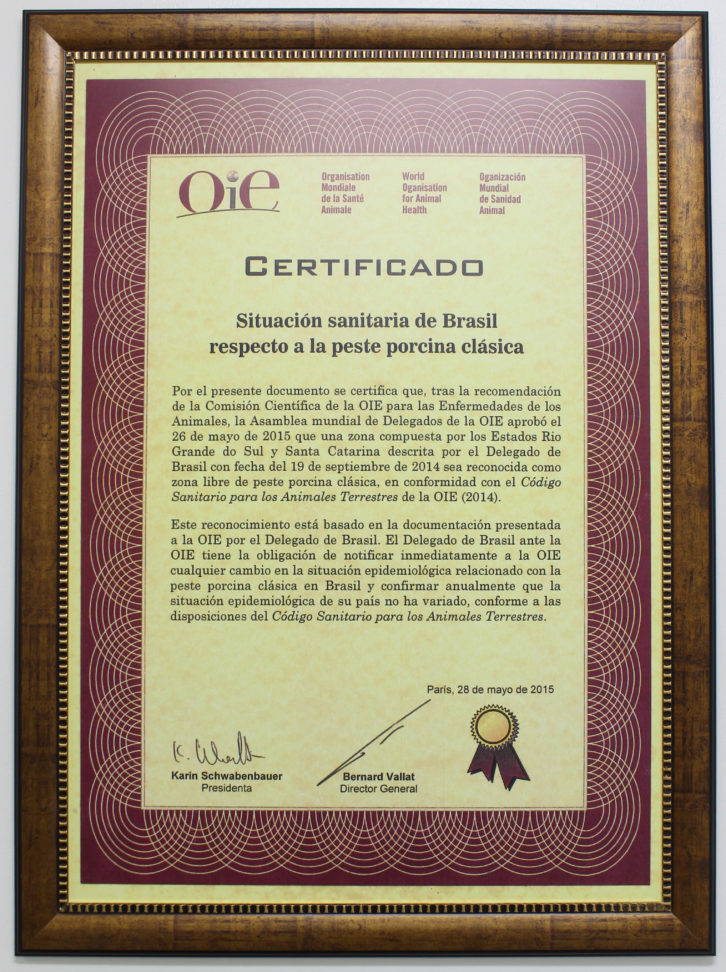 OiE
Organisation
Mondiale
de la Santé
Animale
World
Oganisation
for Animal
Health
Oganización
Mundial
de Sanidad
Animal
CERTIFICADO
Situación sanitaria de Brasil
respecto a la peste porcina clásica
Por el presente documento se certifica que, tras la recomendación
de la Comisión Científica de la OIE para las Enfermedades de los
Animales, la Asamblea mundial de Delegados de la OIE aprobó el
26 de mayo de 2015 que una zona compuesta por los Estados Rio
Grande do Sul y Santa Catarina descrita por el Delegado de
Brasil con fecha del 19 de septiembre de 2014 sea reconocida como
zona libre de peste porcina clásica, en conformidad con el Código
Sanitario para los Animales Terrestres de la OIE (2014).
Este reconocimiento está basado en la documentación presentada
a la OIE por el Delegado de Brasil. El Delegado de Brasil ante la
OIE tiene la obligación de notificar inmediatamente a la OIE
cualquier cambio en la situación epidemiológica relacionado con la
peste porcina clásica en Brasil y confirmar anualmente que la
situación epidemiológica de su país no ha variado, conforme a las
disposiciones del Código Sanitario para los Animales Terrestres.
París, 28 de mayo de 2015
Karin Schwabenbauer
Presidenta
Bernard Vallat
Director General